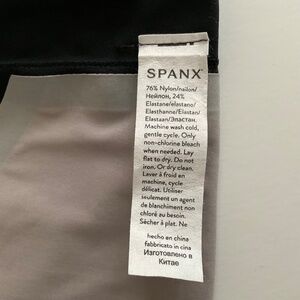 SPANX
76% Nylon/nailon/
Нейлон, 24%
Elastane/elastano/
Elasthanne/Elastan/
Elastaan/Эластан.
Machine wash cold,
gentle cycle. Only
non-chlorine bleach
when needed. Lay
flat to dry. Do not
iron. Or dry clean.
Laver à froid en
machine, cycle
délicat. Utiliser
seulement un agent
de blanchiment non
chloré au besoin.
Sécher à plat. Ne
hecho en china
fabbricato in cina
Изготовлено в
Китае